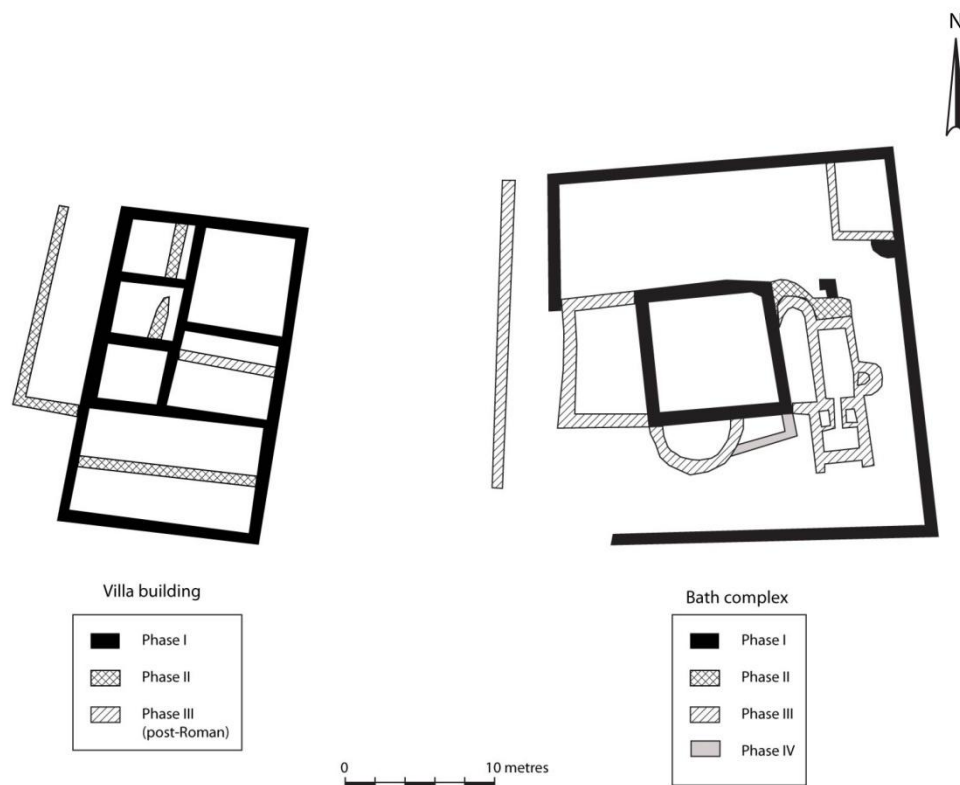 N
Villa building
Phase I
Phase II
Phase III
(post-Roman)
Bath complex
Phase I
Phase II
Phase III
Phase IV
0 10 metres